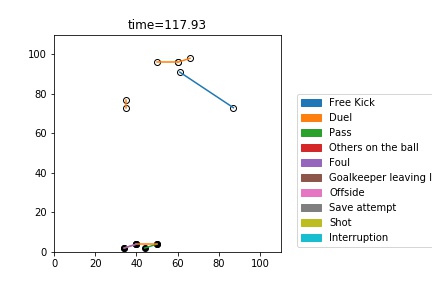 time=117.93
100
80
60
40
20
0
0 20 40 60 80 100
Free Kick
Duel
Pass
Others on the ball
Foul
Goalkeeper leaving l
Offside
Save attempt
Shot
Interruption